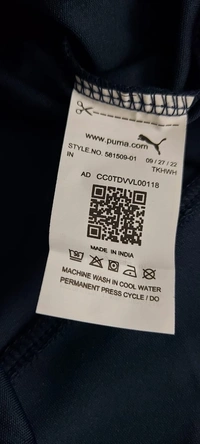 www.puma.com
STYLE NO. 581509-01 09 / 27 / 22
IN TKHWH
AD CC0TDVVL00118
MADE IN INDIA
MACHINE WASH IN COOL WATER
PERMANENT PRESS CYCLE / DO